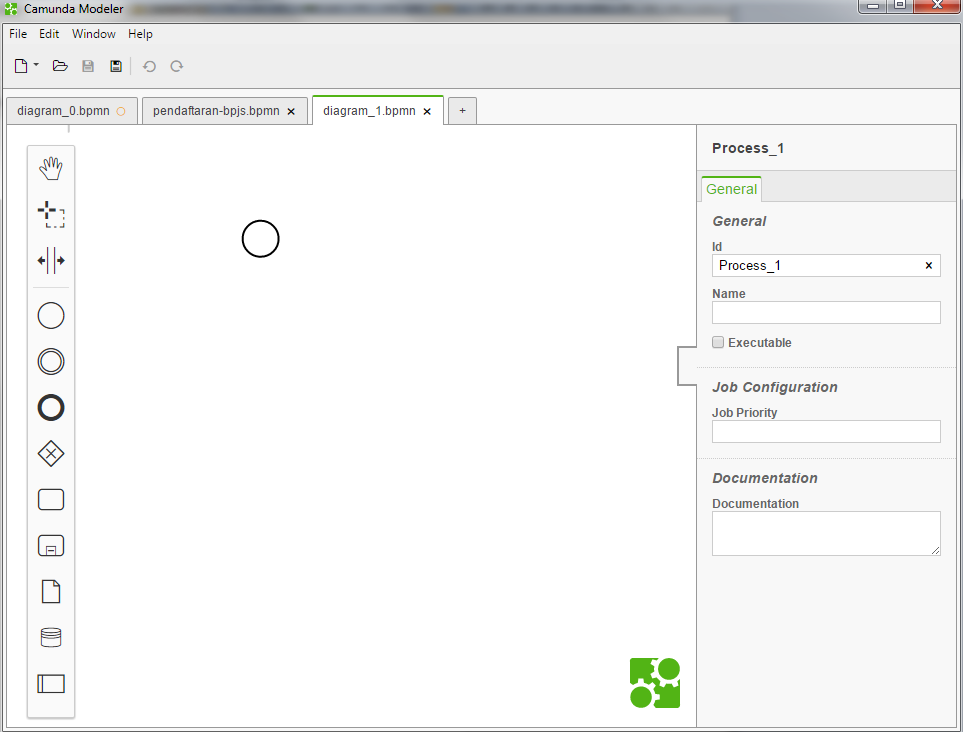 Camunda Modeler
File Edit Window Help
diagram_0.bpmn pendaftaran-bpjs.bpmn × diagram_1.bpmn × +
Process_1
General
General
Id
Process_1 ×
Name
Executable
Job Configuration
Job Priority
Documentation
Documentation